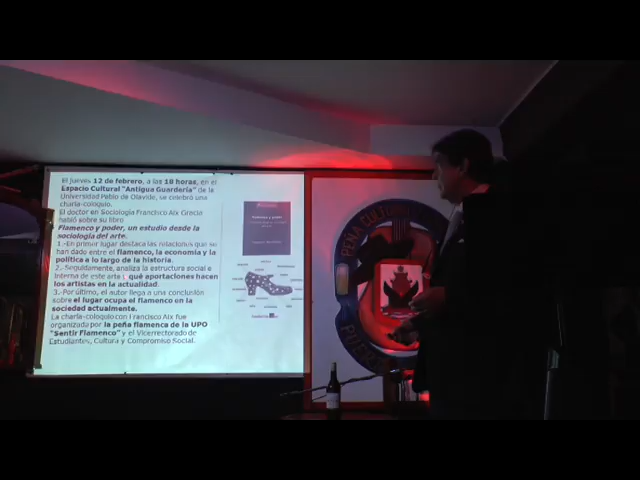 El jueves 12 de febrero, a las 18 horas, en el
Espacio Cultural "Antigua Guardería" de la
Universidad Pablo de Olavide, se celebró una
charla-coloquio.
El doctor en Sociología Francisco Aix Gracia
habló sobre su libro
Flamenco y poder, un estudio desde la
sociología del arte.
1.-En primer lugar destaca las relaciones que se
han dado entre el flamenco, la economía y la
política a lo largo de la historia.
2.-Seguidamente, analiza la estructura social e
interna de este arte y qué aportaciones hacen
los artistas en la actualidad.
3.-Por último, el autor llega a una conclusión
sobre el lugar ocupa el flamenco en la
sociedad actualmente.
La charla-coloquio con Francisco Aix fue
organizada por la peña flamenca de la UPO
"Sentir Flamenco" y el Vicerrectorado de
Estudiantes, Cultura y Compromiso Social.
Flamenco y poder
PEÑA CULTURAL